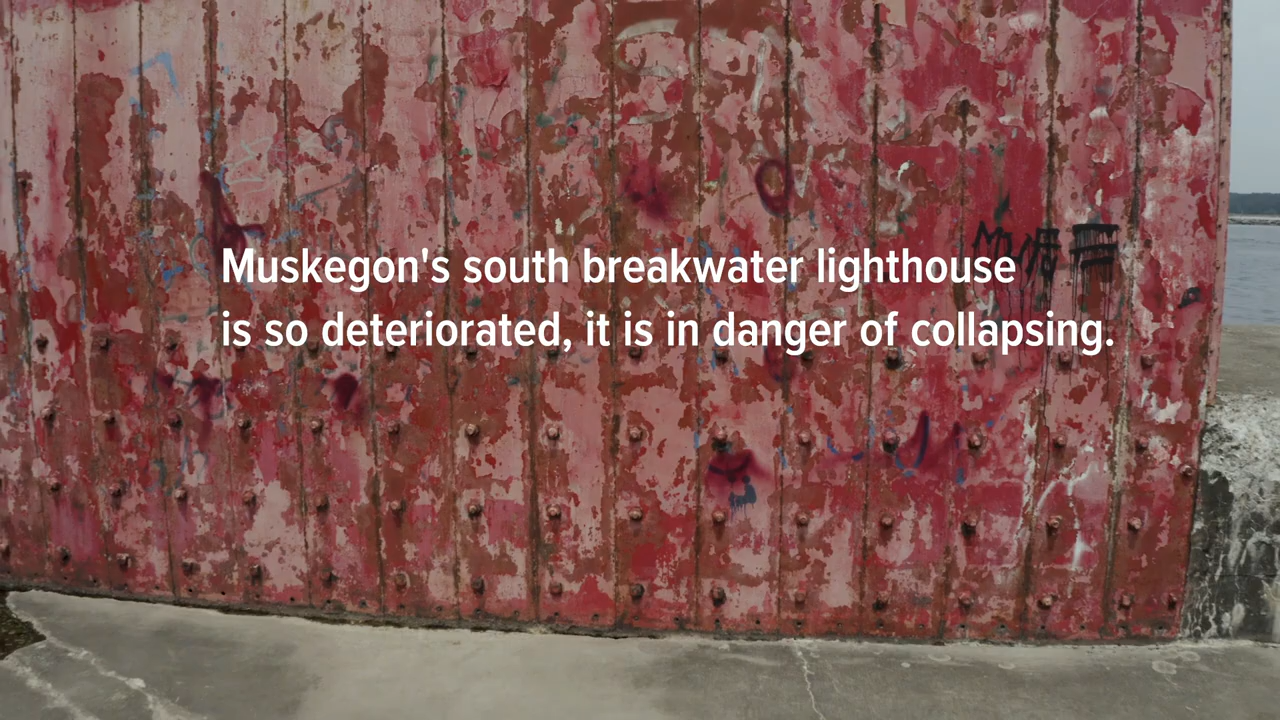 Muskegon's south breakwater lighthouse
is so deteriorated, it is in danger of collapsing.